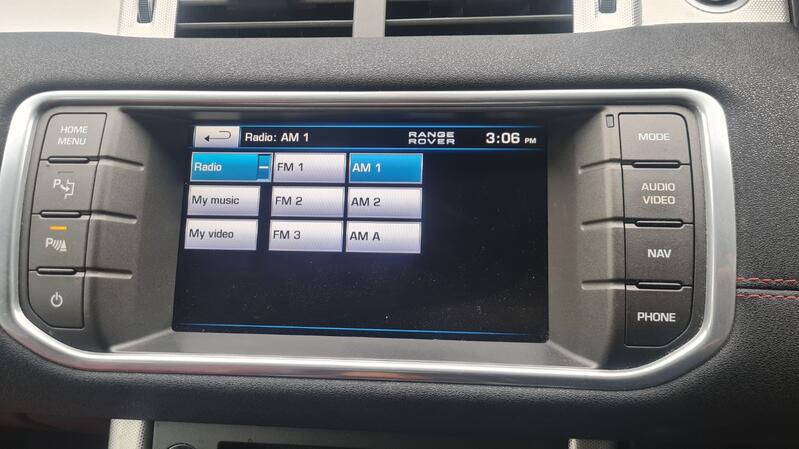 HOME
MENU
P
P
Radio: AM 1
RANGE
ROVER
3:06 PM
Radio
FM 1
AM 1
My music
FM 2
AM 2
My video
FM 3
AM A
MODE
AUDIO
VIDEO
NAV
PHONE